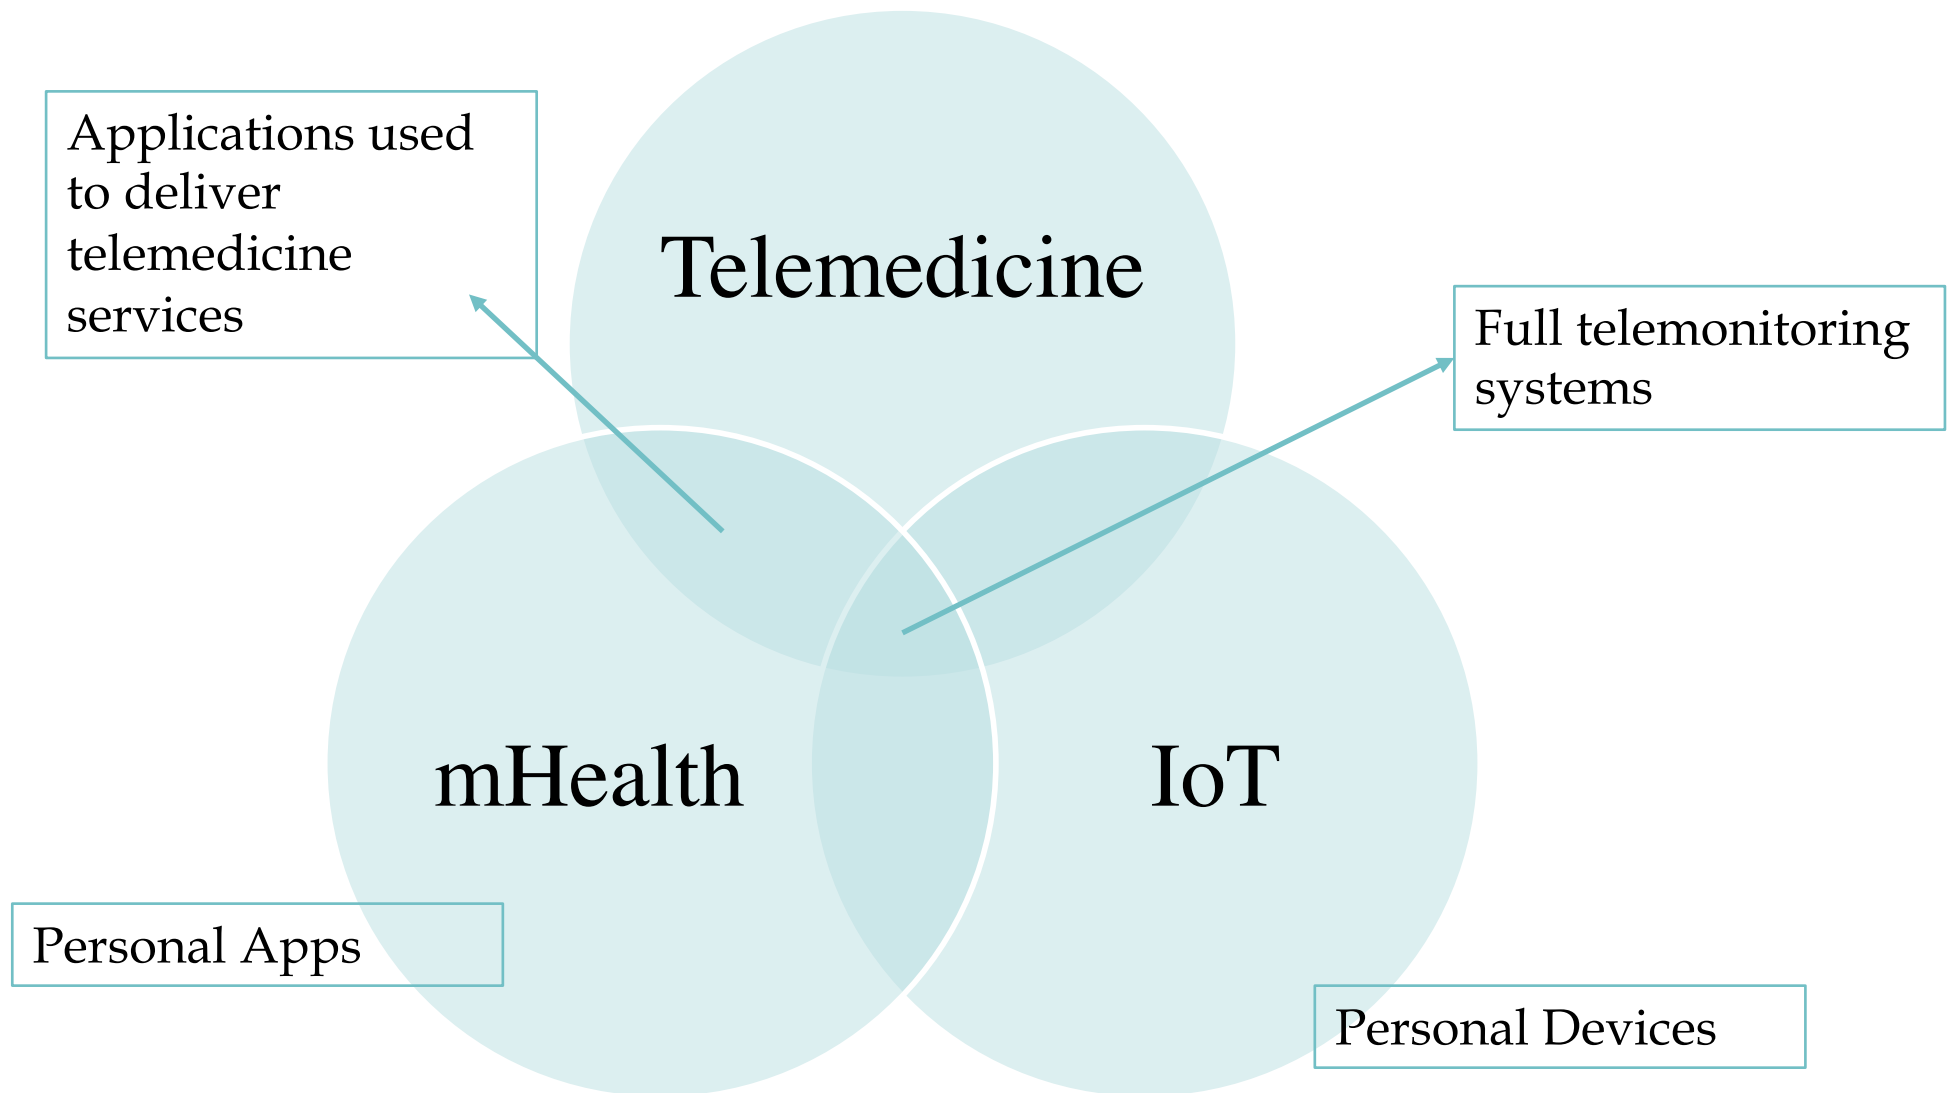 Applications used
to deliver
telemedicine
services
Telemedicine
Full telemonitoring
systems
mHealth
IoT
Personal Apps
Personal Devices